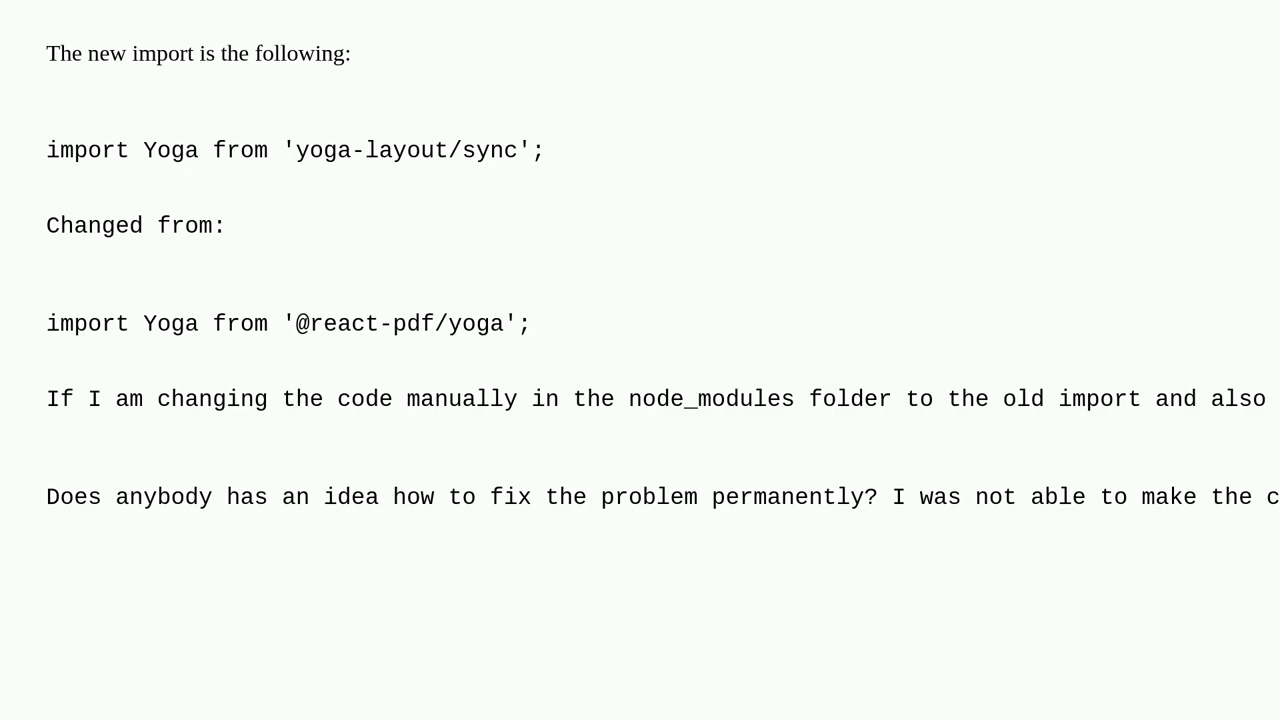 The new import is the following:
import Yoga from 'yoga-layout/sync';
Changed from:
import Yoga from '@react-pdf/yoga';
If I am changing the code manually in the node_modules folder to the old import and also
Does anybody has an idea how to fix the problem permanently? I was not able to make the